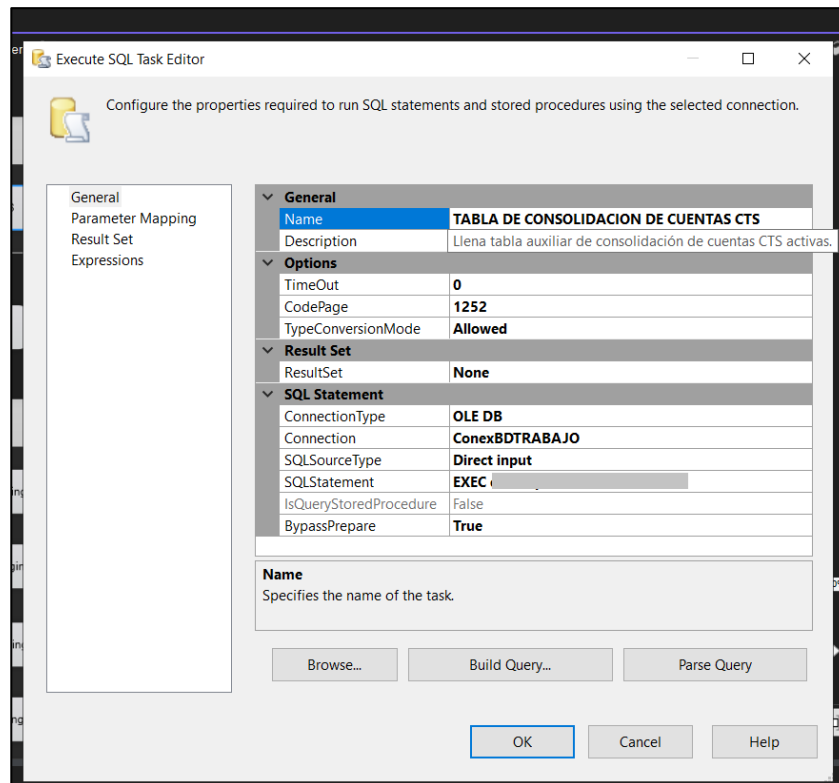 Execute SQL Task Editor
Configure the properties required to run SQL statements and stored procedures using the selected connection.
General
Parameter Mapping
Result Set
Expressions
General
Name TABLA DE CONSOLIDACION DE CUENTAS CTS
Description Llena tabla auxiliar de consolidación de cuentas CTS activas.
Options
TimeOut 0
CodePage 1252
TypeConversionMode Allowed
Result Set
ResultSet None
SQL Statement
ConnectionType OLE DB
Connection ConexBDTRABAJO
SQLSourceType Direct input
SQLStatement EXEC
IsQueryStoredProcedure False
BypassPrepare True
Name
Specifies the name of the task.
Browse... Build Query... Parse Query
OK Cancel Help